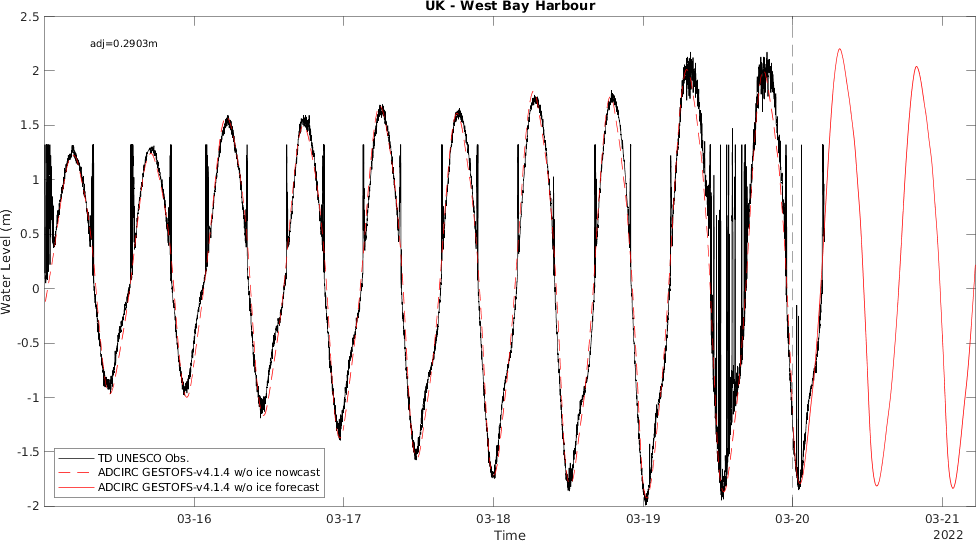 UK - West Bay Harbour
adj=0.2903m
2.5
2
1.5
1
0.5
0
-0.5
-1
-1.5
-2
Water Level (m)
TD UNESCO Obs.
ADCIRC GESTOFS-v4.1.4 w/o ice nowcast
ADCIRC GESTOFS-v4.1.4 w/o ice forecast
03-16
03-17
03-18
03-19
03-20
03-21
Time
2022